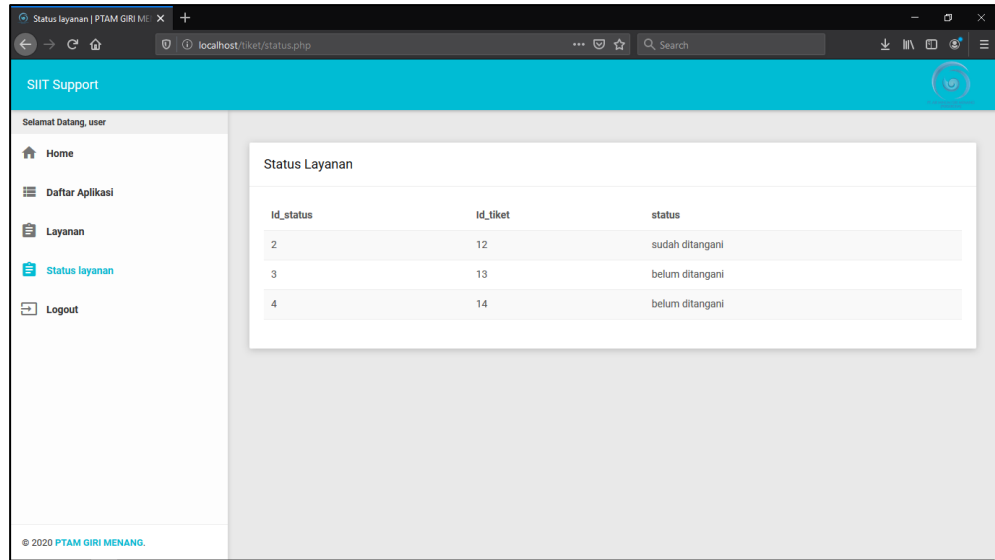 Status layanan | PTAM GIRI ME
localhost/tiket/status.php
Search
SIIT Support
Selamat Datang, user
Home
Daftar Aplikasi
Layanan
Status layanan
Logout
Status Layanan
Id_status Id_tiket status
2 12 sudah ditangani
3 13 belum ditangani
4 14 belum ditangani
© 2020 PTAM GIRI MENANG.